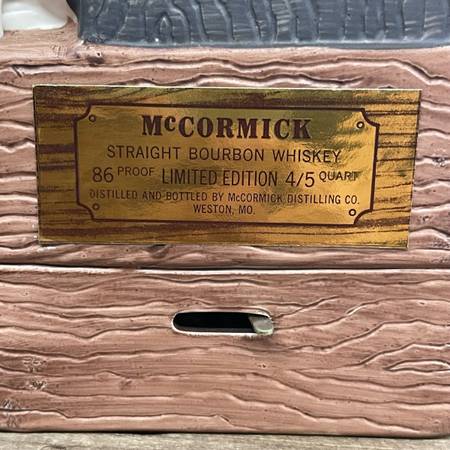 McCORMICK
STRAIGHT BOURBON WHISKEY
86 PROOF LIMITED EDITION 4/5 QUART
DISTILLED AND BOTTLED BY McCORMICK DISTILLING CO.
WESTON, MO.